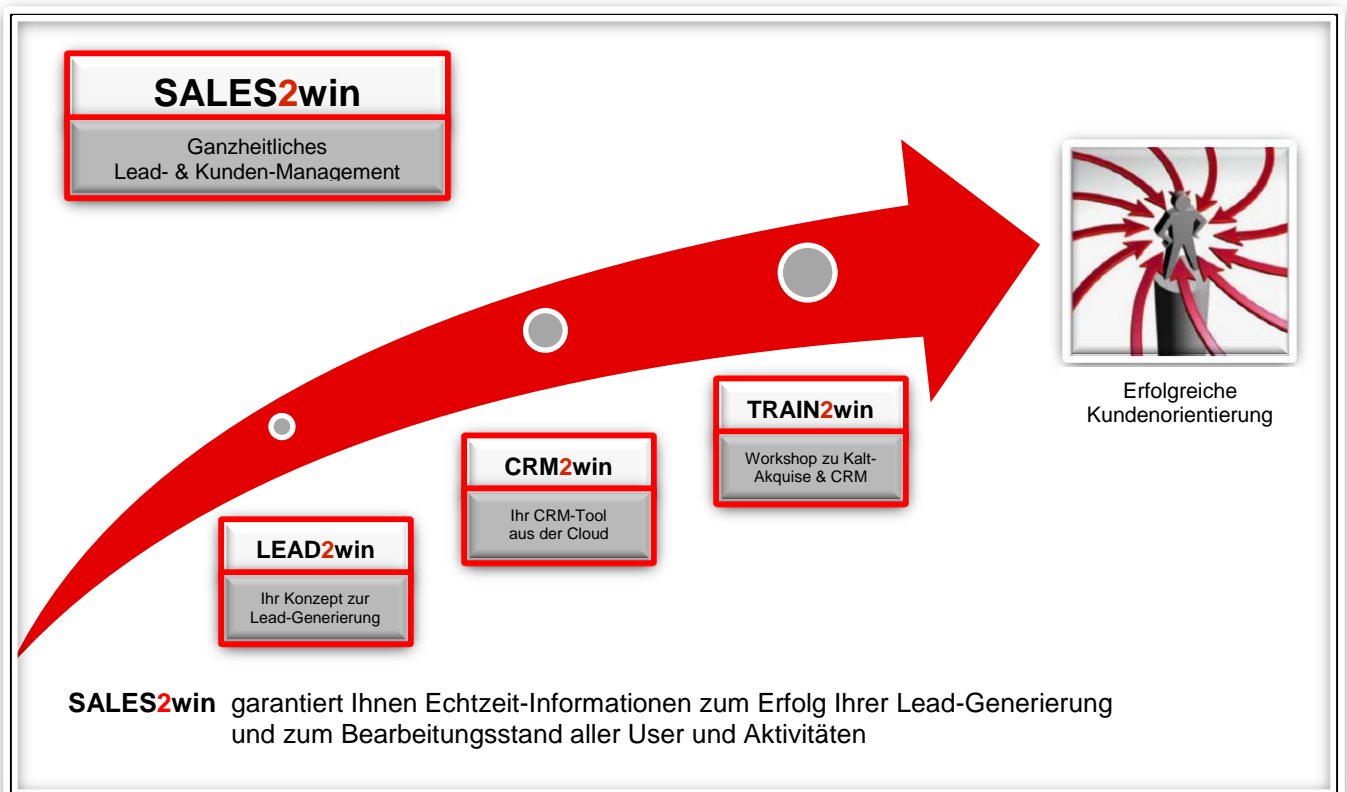 SALES2win
Ganzheitliches
Lead- & Kunden-Management
Erfolgreiche
Kundenorientierung
TRAIN2win
Workshop zu Kalt-
Akquise & CRM
CRM2win
Ihr CRM-Tool
aus der Cloud
LEAD2win
Ihr Konzept zur
Lead-Generierung
SALES2win garantiert Ihnen Echtzeit-Informationen zum Erfolg Ihrer Lead-Generierung
und zum Bearbeitungsstand aller User und Aktivitäten